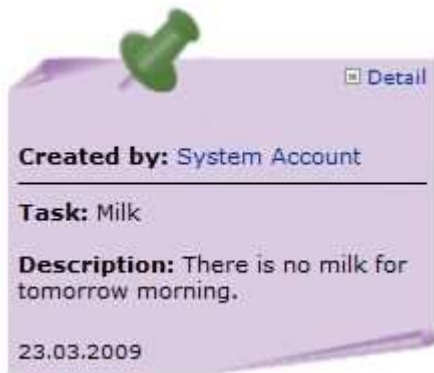 Detail
Created by: System Account
Task: Milk
Description: There is no milk for
tomorrow morning.
23.03.2009